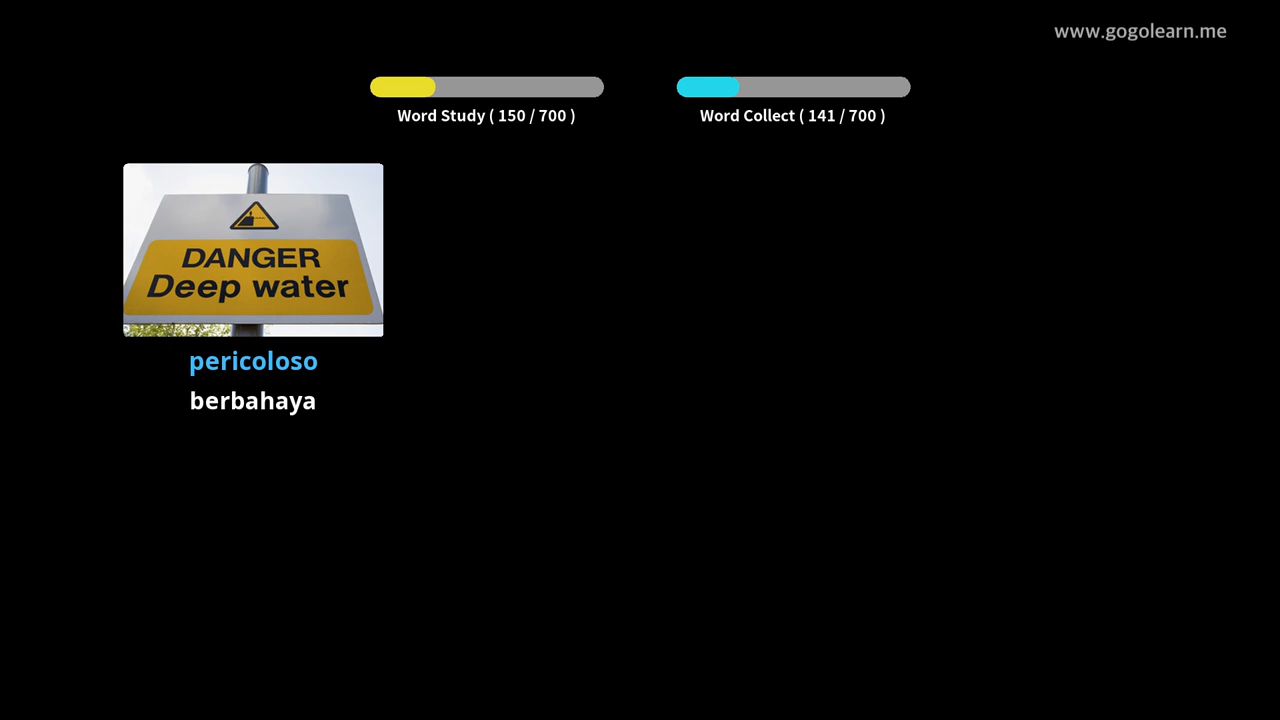 www.gogolearn.me
Word Study ( 150 / 700 )
Word Collect ( 141 / 700 )
DANGER
Deep water
pericoloso
berbahaya